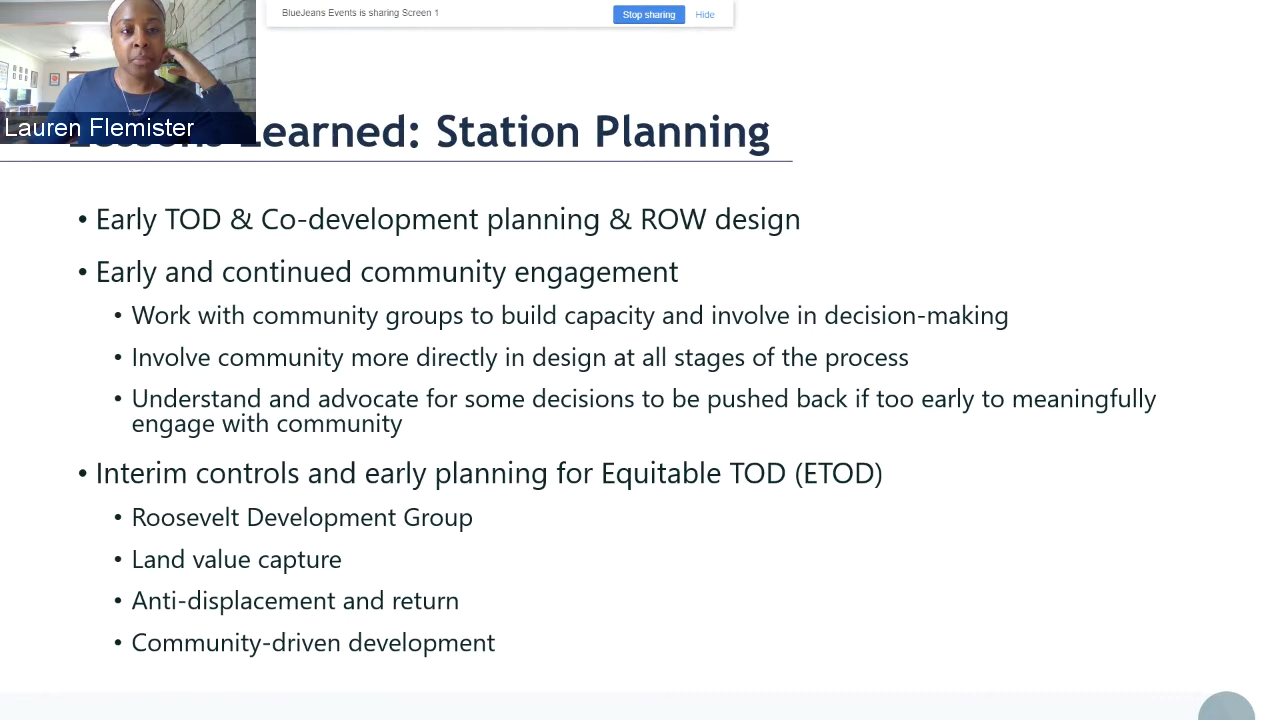 BlueJeans Events is sharing Screen 1
Stop sharing
Hide
Lauren Flemister
Learned: Station Planning
• Early TOD & Co-development planning & ROW design
• Early and continued community engagement
• Work with community groups to build capacity and involve in decision-making
• Involve community more directly in design at all stages of the process
• Understand and advocate for some decisions to be pushed back if too early to meaningfully
engage with community
• Interim controls and early planning for Equitable TOD (ETOD)
• Roosevelt Development Group
• Land value capture
• Anti-displacement and return
• Community-driven development